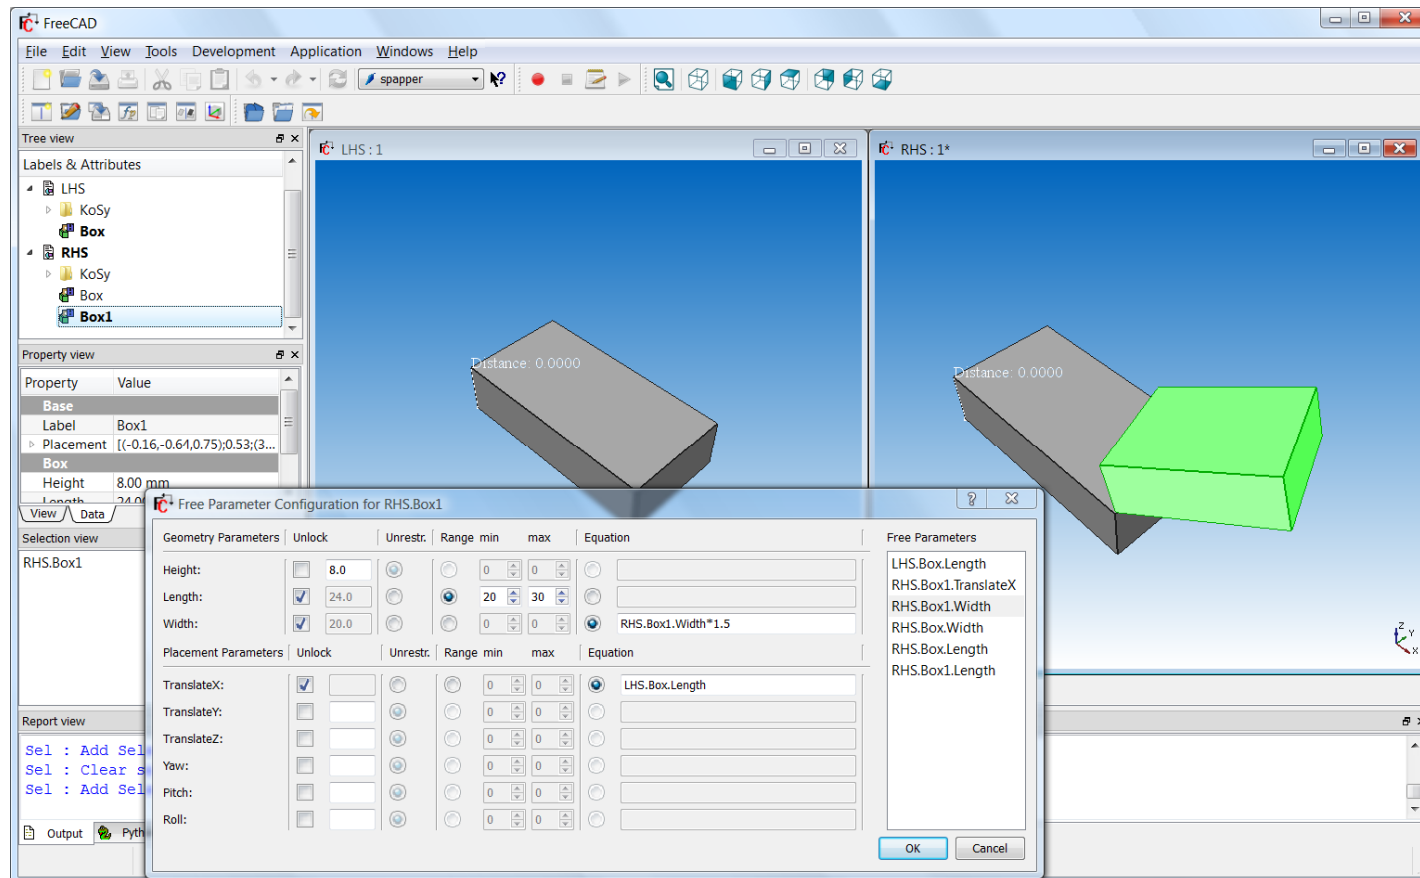 FreeCAD
File Edit View Tools Development Application Windows Help
spapper
Tree view
Labels & Attributes
LHS
KoSy
Box
RHS
KoSy
Box
Box1
Property view
Property Value
Base
Label Box1
Placement [(-0.16,-0.64,0.75);0.53;(3...
Box
Height 8.00 mm
Length 24.00
View Data
Selection view
RHS.Box1
Report view
Sel : Add Sel
Sel : Clear s
Sel : Add Sel
Output Pyth
LHS : 1
Distance: 0.0000
RHS : 1*
Distance: 0.0000
Z
Y
X
Free Parameter Configuration for RHS.Box1
Geometry Parameters Unlock Unrestr. Range min max Equation
Height: 8.0 0 0
Length: 24.0 20 30
Width: 20.0 0 0 RHS.Box1.Width*1.5
Placement Parameters Unlock Unrestr. Range min max Equation
TranslateX: 0 0 LHS.Box.Length
TranslateY: 0 0
TranslateZ: 0 0
Yaw: 0 0
Pitch: 0 0
Roll: 0 0
Free Parameters
LHS.Box.Length
RHS.Box1.TranslateX
RHS.Box1.Width
RHS.Box.Width
RHS.Box.Length
RHS.Box1.Length
OK Cancel